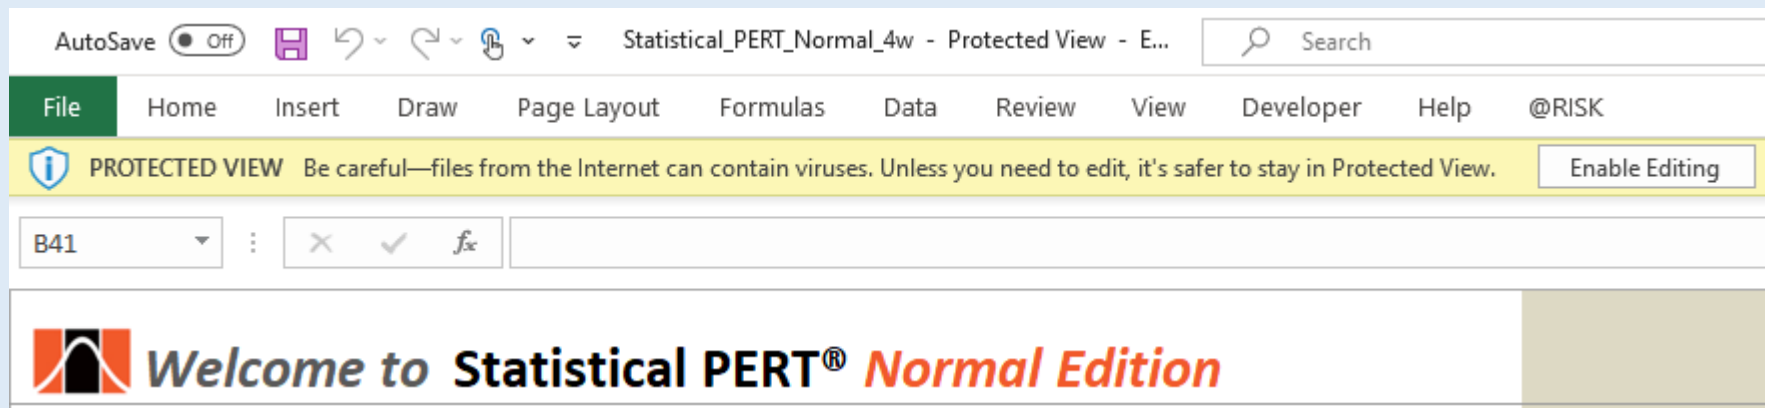 AutoSave Off Statistical_PERT_Normal_4w - Protected View - E... Search
File Home Insert Draw Page Layout Formulas Data Review View Developer Help @RISK
PROTECTED VIEW Be careful—files from the Internet can contain viruses. Unless you need to edit, it's safer to stay in Protected View. Enable Editing
B41 fx
Welcome to Statistical PERT® Normal Edition